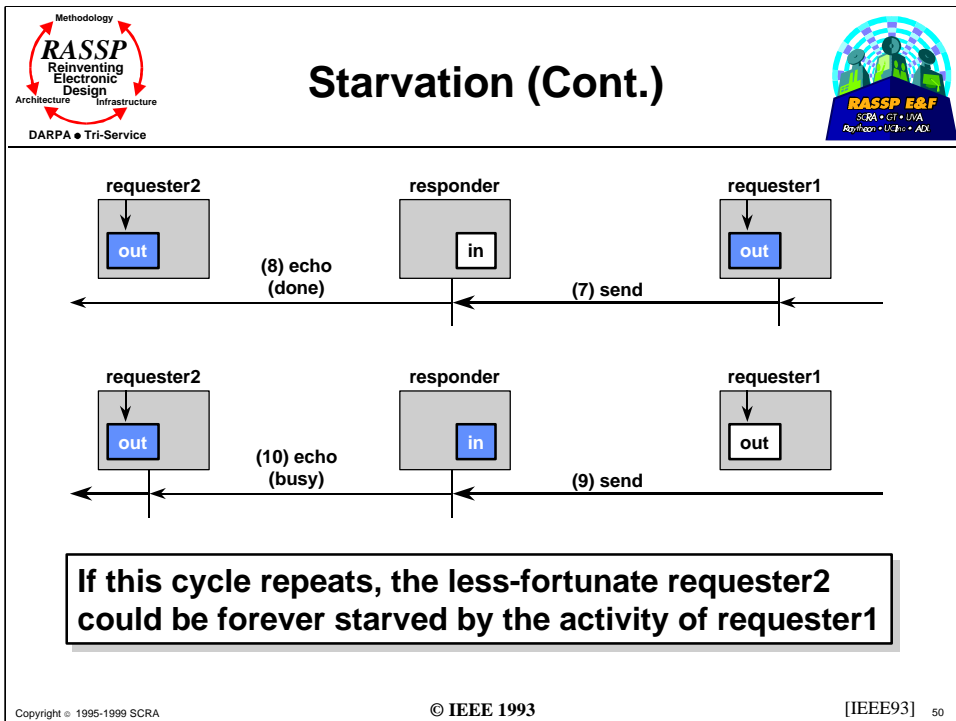 Methodology
RASSP
Reinventing
Electronic
Design
Architecture Infrastructure
DARPA ● Tri-Service
Starvation (Cont.)
RASSP E&F
SCRA • GT • UVA
Raytheon • UCinc • ADL
requester2 responder requester1
out in out
(8) echo
(done)
(7) send
requester2 responder requester1
out in out
(10) echo
(busy)
(9) send
If this cycle repeats, the less-fortunate requester2
could be forever starved by the activity of requester1
Copyright © 1995-1999 SCRA © IEEE 1993 [IEEE93] 50